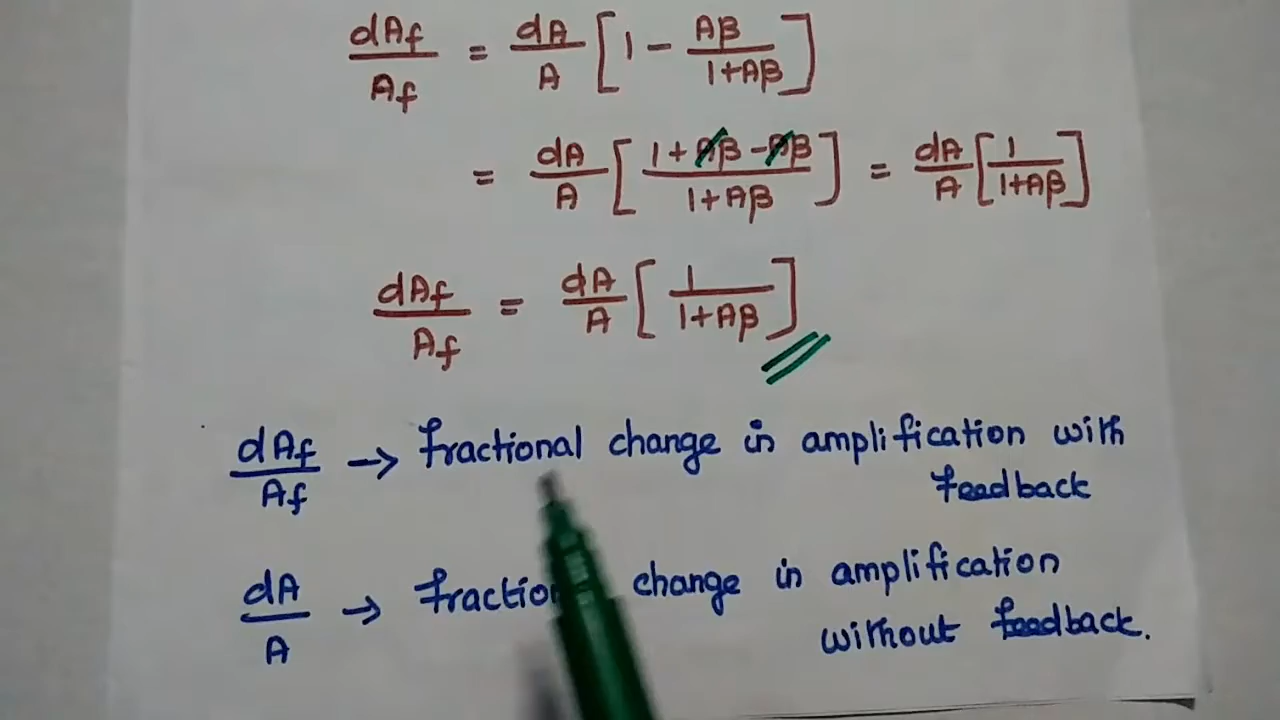 dAf/Af = dA/A [1 - Aβ/1+Aβ]
= dA/A [1+Aβ-Aβ/1+Aβ] = dA/A [1/1+Aβ]
dAf/Af = dA/A [1/1+Aβ]
dAf/Af → fractional change in amplification with
feedback
dA/A → fractio change in amplification
without feedback.